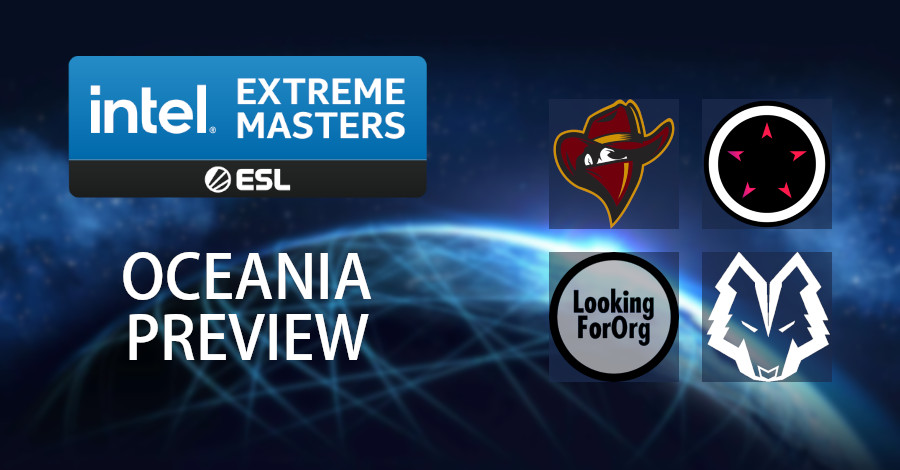 intel® EXTREME
MASTERS
ESL
OCEANIA
PREVIEW
Looking
ForOrg